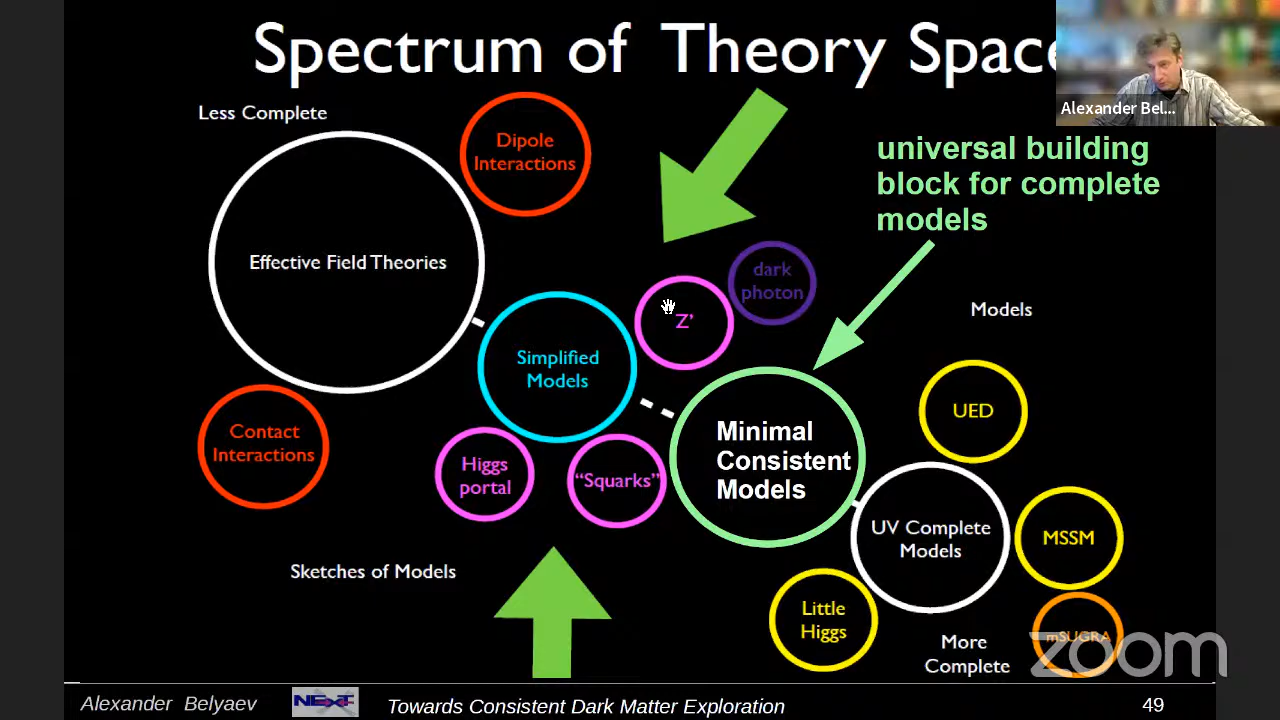 Spectrum of Theory Space
Alexander Bel...
Less Complete
Dipole
Interactions
universal building
block for complete
models
Effective Field Theories
dark
photon
Z'
Models
Simplified
Models
UED
Contact
Interactions
Minimal
Consistent
Models
Higgs
portal
“Squarks”
UV Complete
Models
MSSM
Sketches of Models
Little
Higgs
More
Complete
mSUGRA
zoom
Alexander Belyaev
NEXT
Towards Consistent Dark Matter Exploration
49